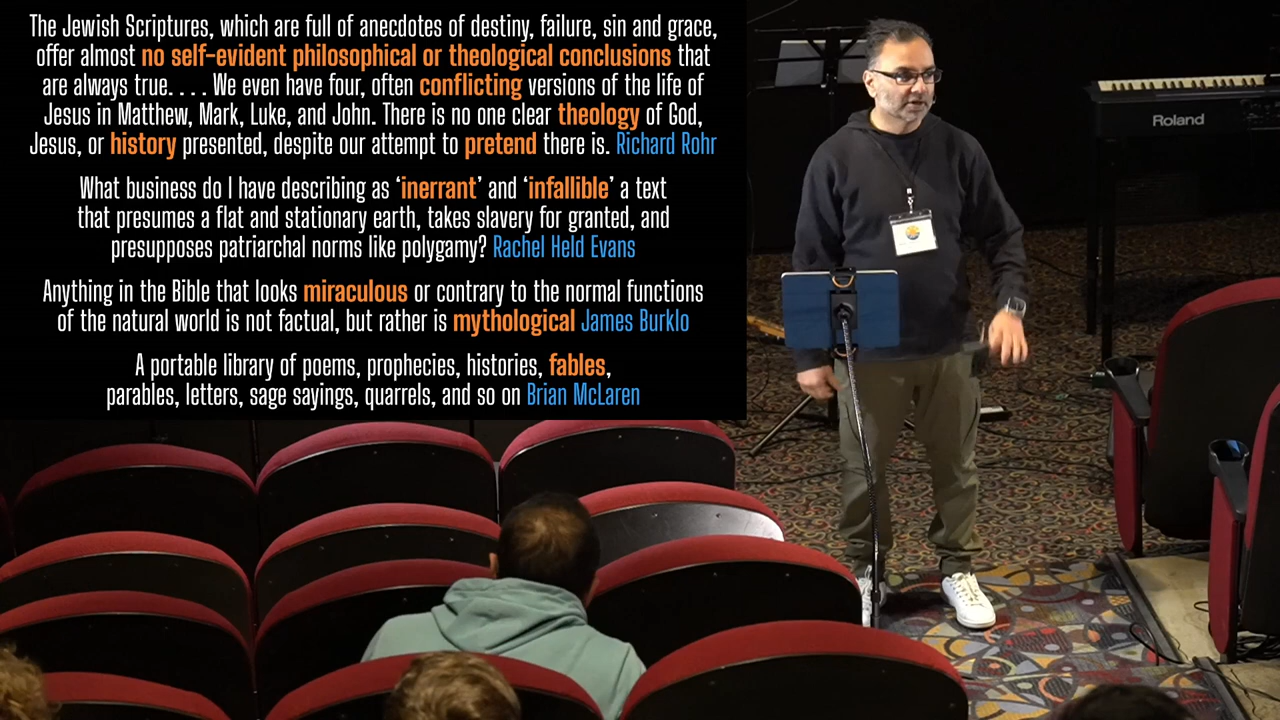 The Jewish Scriptures, which are full of anecdotes of destiny, failure, sin and grace,
offer almost no self-evident philosophical or theological conclusions that
are always true. . . . We even have four, often conflicting versions of the life of
Jesus in Matthew, Mark, Luke, and John. There is no one clear theology of God,
Jesus, or history presented, despite our attempt to pretend there is. Richard Rohr
What business do I have describing as ‘inerrant’ and ‘infallible’ a text
that presumes a flat and stationary earth, takes slavery for granted, and
presupposes patriarchal norms like polygamy? Rachel Held Evans
Anything in the Bible that looks miraculous or contrary to the normal functions
of the natural world is not factual, but rather is mythological James Burklo
A portable library of poems, prophecies, histories, fables,
parables, letters, sage sayings, quarrels, and so on Brian McLaren
Roland